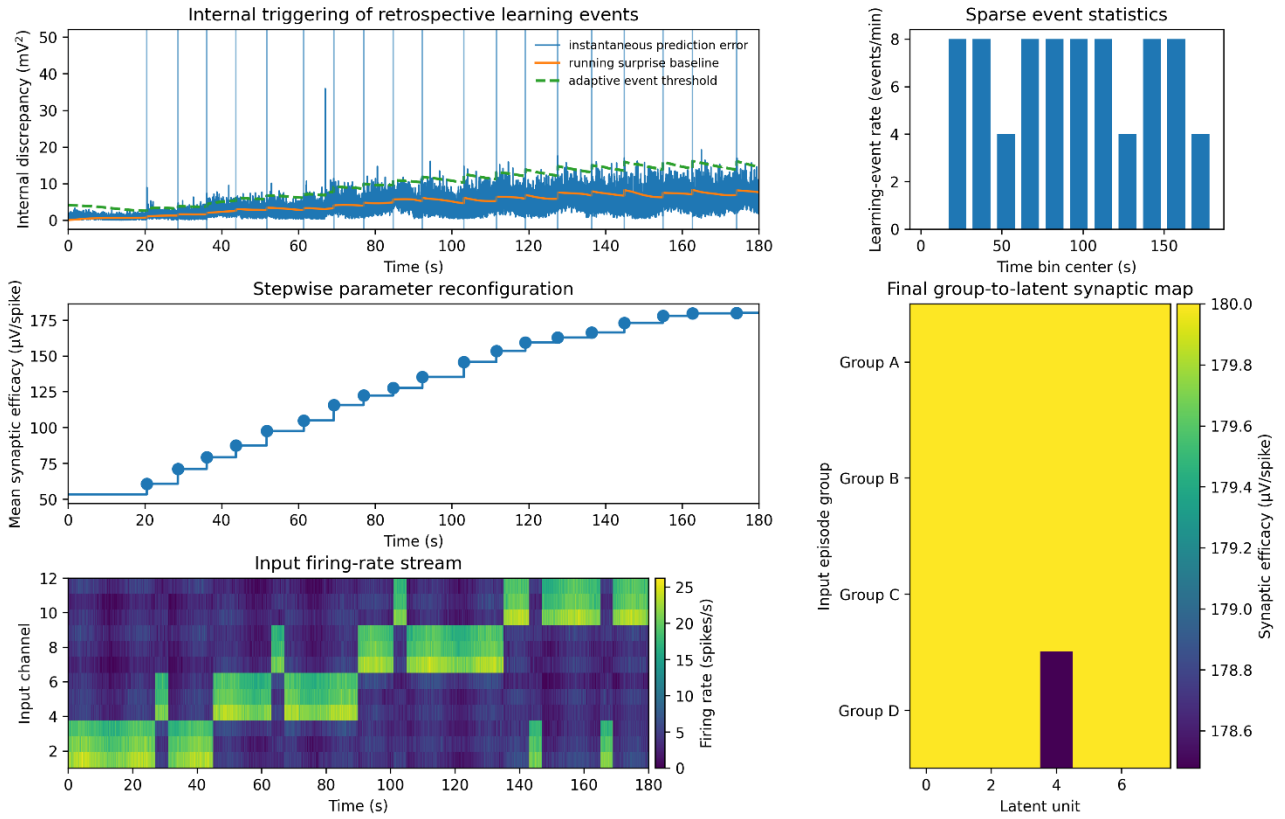 Internal triggering of retrospective learning events
Internal discrepancy (mV²)
50
40
30
20
10
0
instantaneous prediction error
running surprise baseline
adaptive event threshold
0 20 40 60 80 100 120 140 160 180
Time (s)
Sparse event statistics
Learning-event rate (events/min)
8
6
4
2
0
0 50 100 150
Time bin center (s)
Stepwise parameter reconfiguration
Mean synaptic efficacy (μV/spike)
175
150
125
100
75
50
0 20 40 60 80 100 120 140 160 180
Time (s)
Final group-to-latent synaptic map
Input episode group
Group A
Group B
Group C
Group D
0 2 4 6
Latent unit
180.0
179.8
179.6
179.4
179.2
179.0
178.8
178.6
Synaptic efficacy (μV/spike)
Input firing-rate stream
Input channel
12
10
8
6
4
2
0 20 40 60 80 100 120 140 160 180
Time (s)
25
20
15
10
5
0
Firing rate (spikes/s)